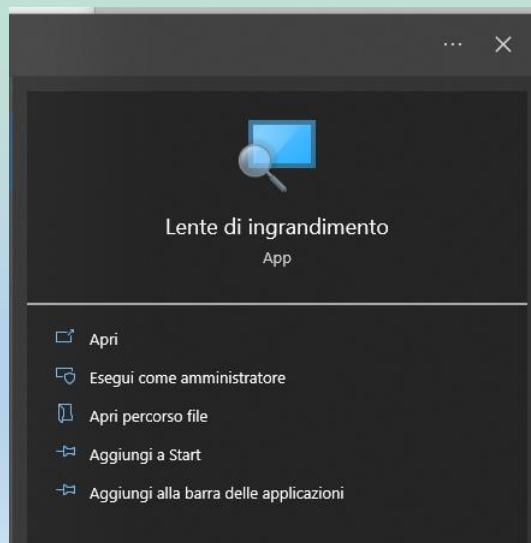 Lente di ingrandimento
App
Apri
Esegui come amministratore
Apri percorso file
Aggiungi a Start
Aggiungi alla barra delle applicazioni